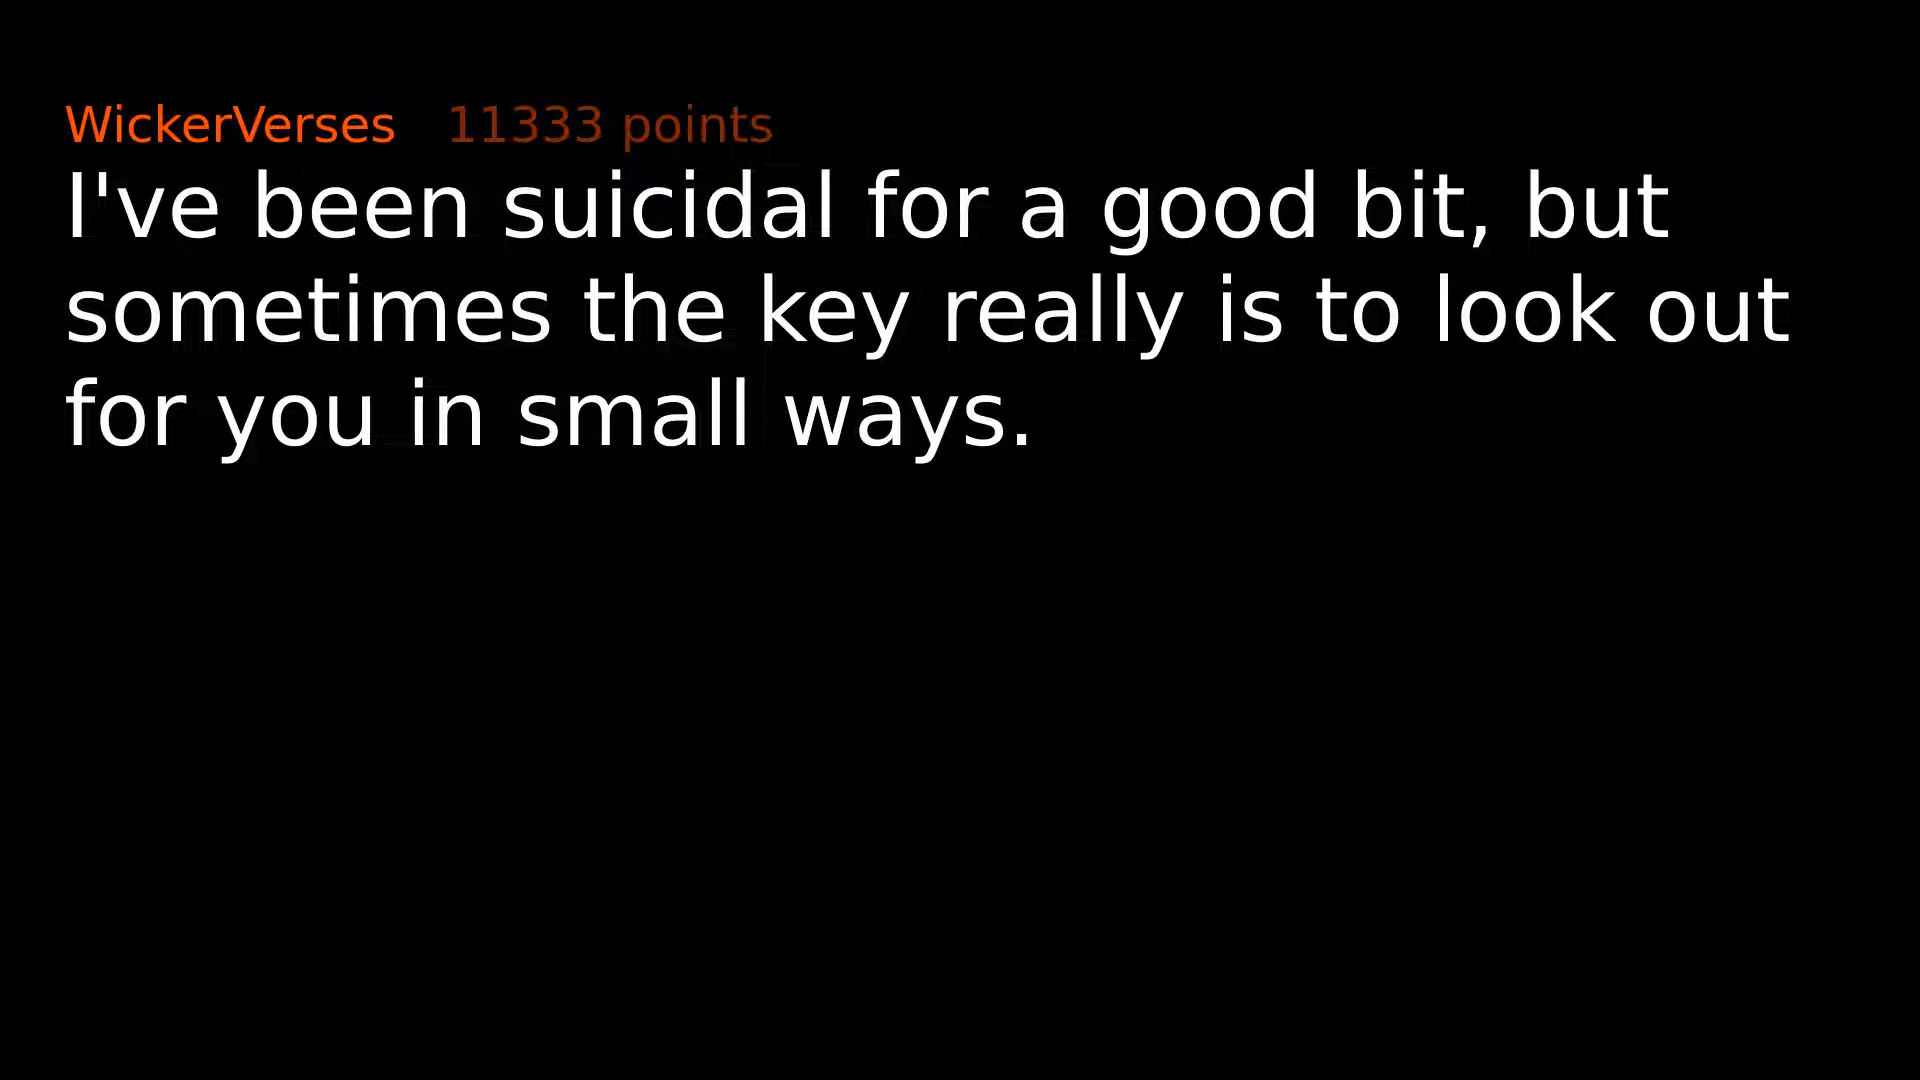 WickerVerses 11333 points
I've been suicidal for a good bit, but
sometimes the key really is to look out
for you in small ways.